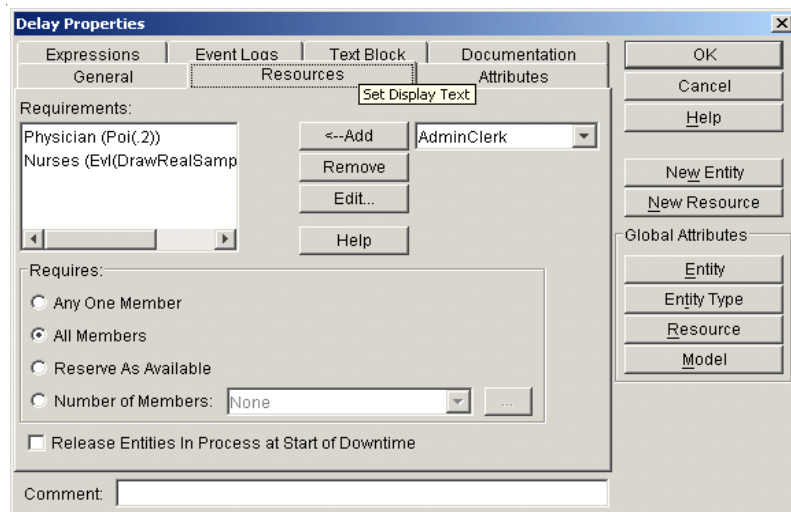 Delay Properties
Expressions
Event Logs
Text Block
Documentation
General
Resources
Attributes
Set Display Text
Requirements:
Physician (Poi(.2))
Nurses (Evl(DrawRealSamp
<--Add
AdminClerk
Remove
Edit...
Help
Requires:
Any One Member
All Members
Reserve As Available
Number of Members:
None
...
Release Entities In Process at Start of Downtime
Comment:
OK
Cancel
Help
New Entity
New Resource
Global Attributes
Entity
Entity Type
Resource
Model